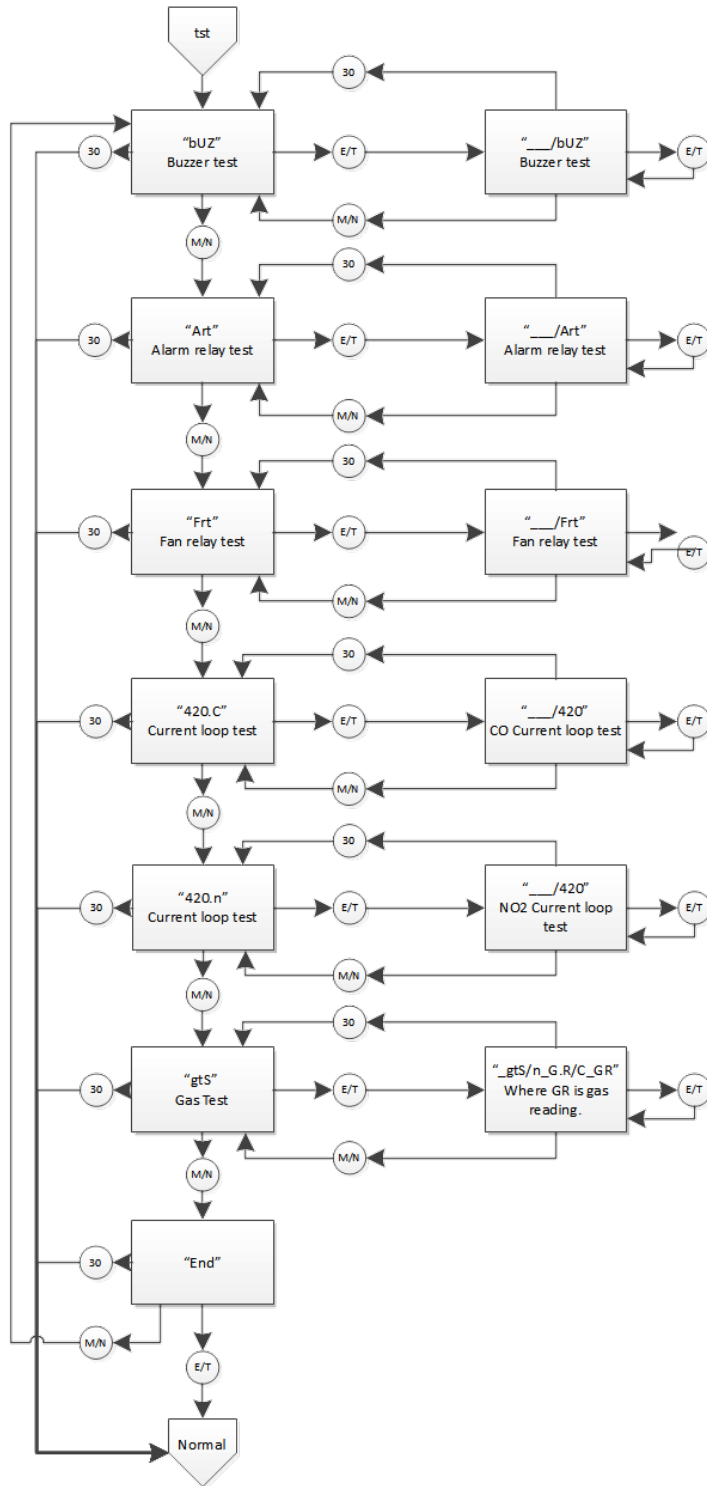 tst
30
“bUZ”
Buzzer test
30
E/T
“___/bUZ”
Buzzer test
E/T
M/N
M/N
30
“Art”
Alarm relay test
30
E/T
“___/Art”
Alarm relay test
E/T
M/N
M/N
30
“Frt”
Fan relay test
30
E/T
“___/Frt”
Fan relay test
E/T
M/N
M/N
30
“420.C”
Current loop test
30
E/T
“___/420”
CO Current loop test
E/T
M/N
M/N
30
“420.n”
Current loop test
30
E/T
“___/420”
NO2 Current loop
test
E/T
M/N
M/N
30
“gtS”
Gas Test
30
E/T
“_gtS/n_G.R/C_GR”
Where GR is gas
reading.
E/T
M/N
M/N
“End”
30
M/N
E/T
Normal